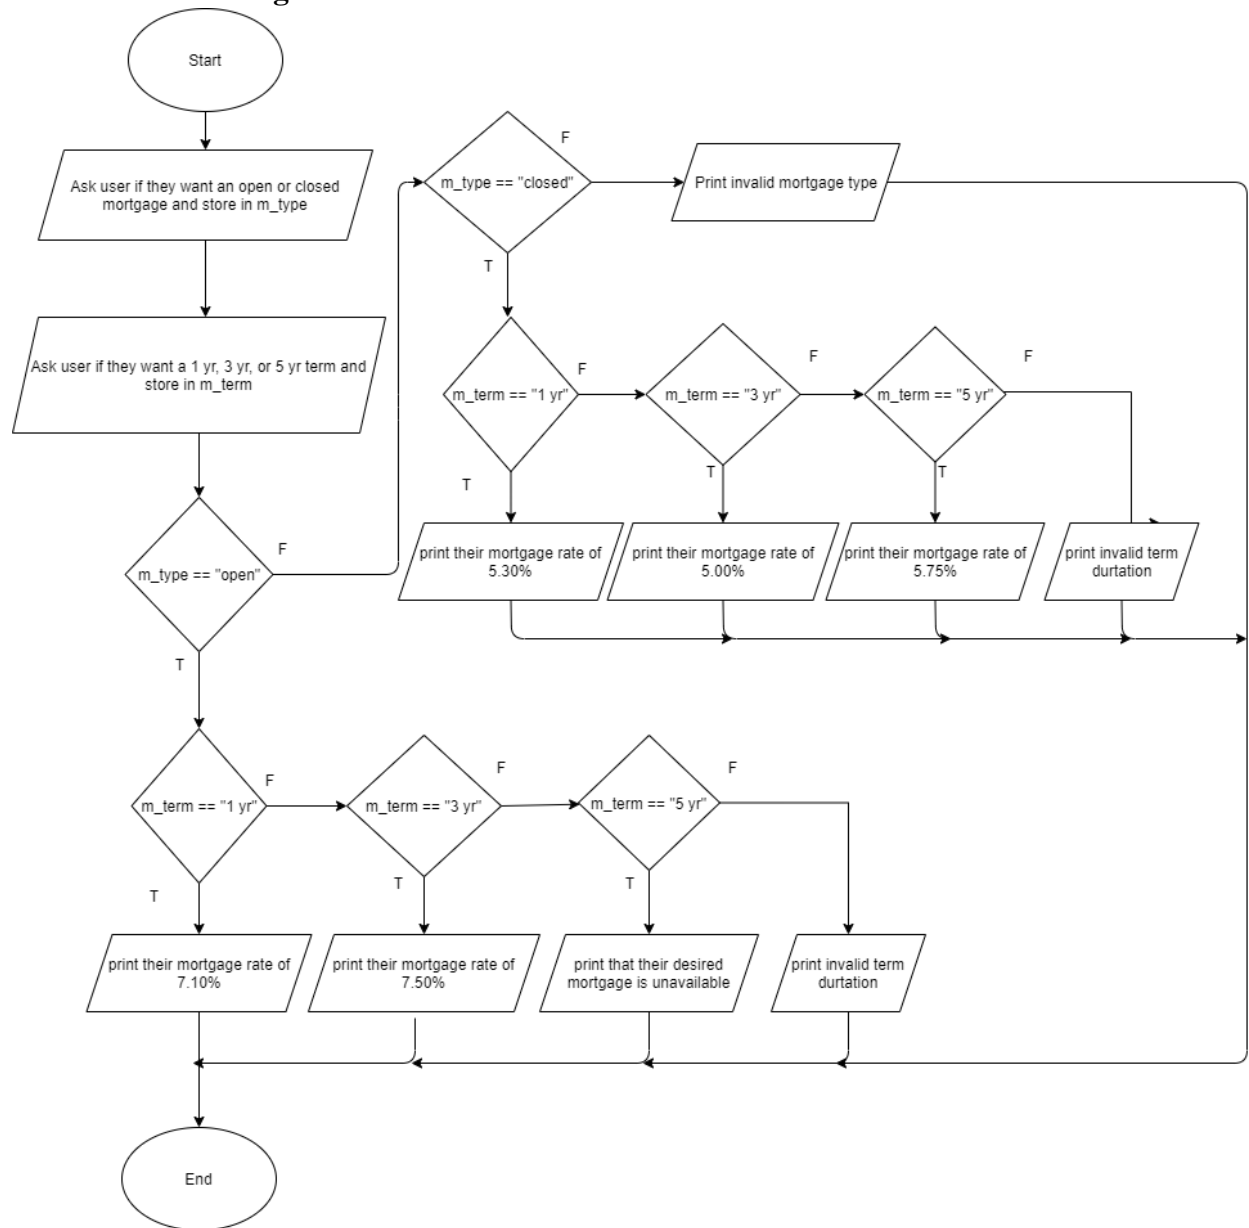 Start
Ask user if they want an open or closed
mortgage and store in m_type
Ask user if they want a 1 yr, 3 yr, or 5 yr term and
store in m_term
m_type == "open"
F
T
m_type == "closed"
F
Print invalid mortgage type
T
m_term == "1 yr"
F
m_term == "3 yr"
F
m_term == "5 yr"
F
T
T
T
print their mortgage rate of
5.30%
print their mortgage rate of
5.00%
print their mortgage rate of
5.75%
print invalid term
durtation
m_term == "1 yr"
F
m_term == "3 yr"
F
m_term == "5 yr"
F
T
T
T
print their mortgage rate of
7.10%
print their mortgage rate of
7.50%
print that their desired
mortgage is unavailable
print invalid term
durtation
End